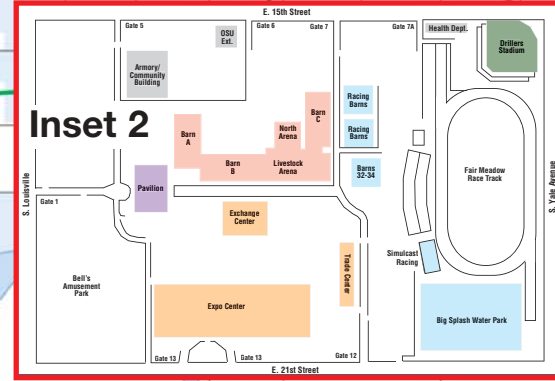 E. 15th Street
Gate 5
OSU
Ext.
Gate 6
Gate 7
Gate 7A
Health Dept.
Drillers
Stadium
Armory/
Community
Building
Inset 2
Racing
Barns
Racing
Barns
Barn
A
North
Arena
Barn
C
Barn
B
Livestock
Arena
Barns
32-34
Fair Meadow
Race Track
S. Louisville
S. Yale Avenue
Pavilion
Gate 1
Exchange
Center
Trade Center
Simulcast
Racing
Bell's
Amusement
Park
Expo Center
Big Splash Water Park
Gate 13
Gate 13
Gate 12
E. 21st Street